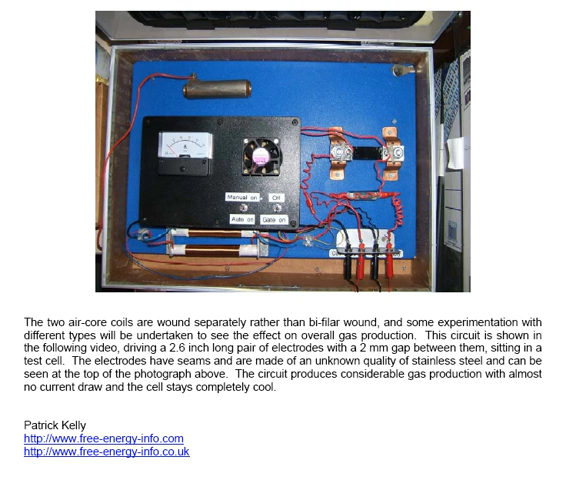 Manual on
Off
Auto on
Gate on
The two air-core coils are wound separately rather than bi-filar wound, and some experimentation with
different types will be undertaken to see the effect on overall gas production. This circuit is shown in
the following video, driving a 2.6 inch long pair of electrodes with a 2 mm gap between them, sitting in a
test cell. The electrodes have seams and are made of an unknown quality of stainless steel and can be
seen at the top of the photograph above. The circuit produces considerable gas production with almost
no current draw and the cell stays completely cool.
Patrick Kelly
http://www.free-energy-info.com
http://www.free-energy-info.co.uk